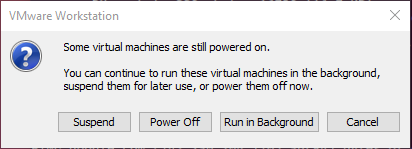 VMware Workstation
Some virtual machines are still powered on.
You can continue to run these virtual machines in the background,
suspend them for later use, or power them off now.
Suspend Power Off Run in Background Cancel